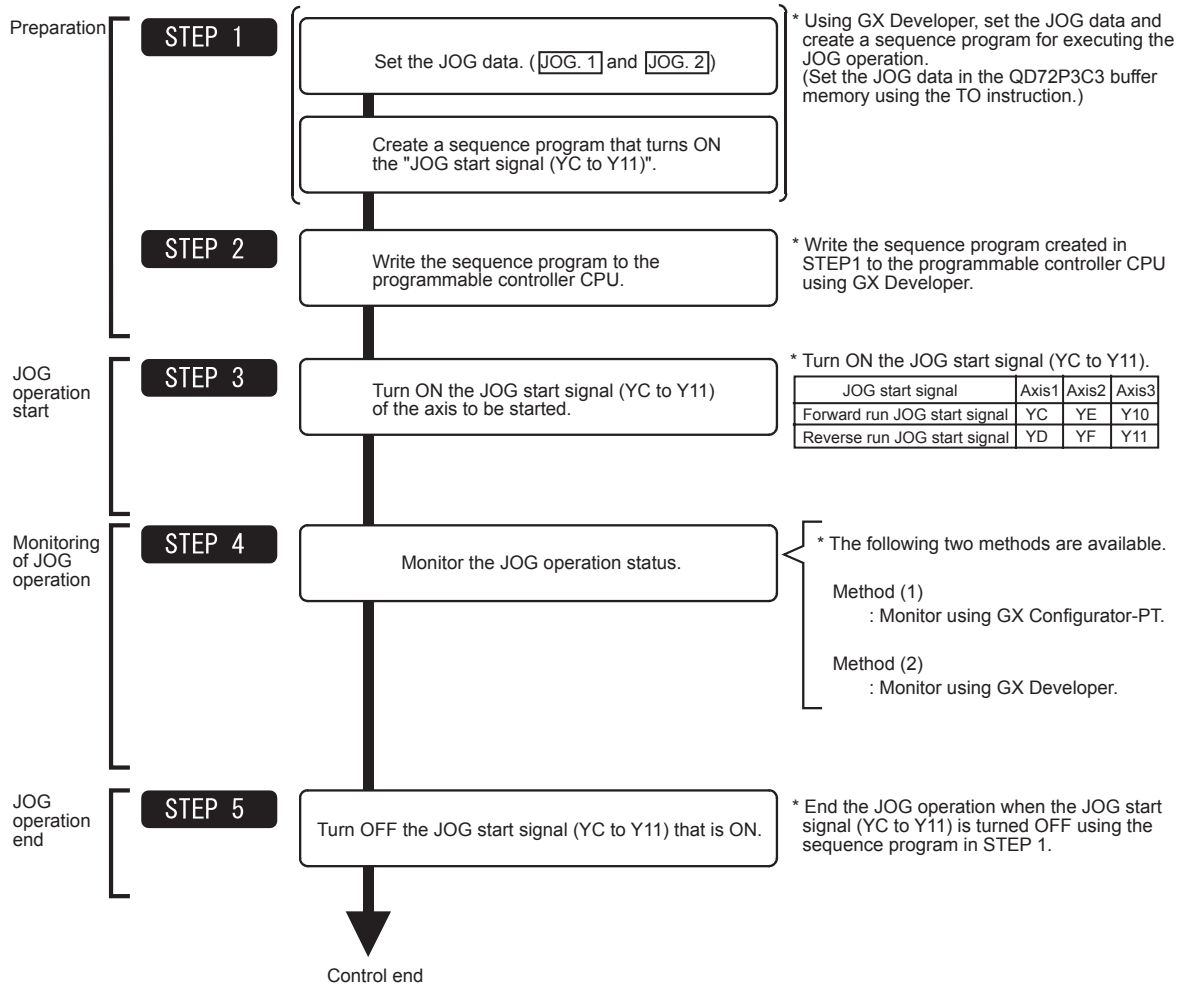 Preparation
STEP 1
Set the JOG data. ( JOG. 1 and JOG. 2 )
Create a sequence program that turns ON
the "JOG start signal (YC to Y11)".
* Using GX Developer, set the JOG data and
create a sequence program for executing the
JOG operation.
(Set the JOG data in the QD72P3C3 buffer
memory using the TO instruction.)
STEP 2
Write the sequence program to the
programmable controller CPU.
* Write the sequence program created in
STEP1 to the programmable controller CPU
using GX Developer.
JOG
operation
start
STEP 3
Turn ON the JOG start signal (YC to Y11)
of the axis to be started.
* Turn ON the JOG start signal (YC to Y11).
JOG start signal Axis1 Axis2 Axis3
Forward run JOG start signal YC YE Y10
Reverse run JOG start signal YD YF Y11
Monitoring
of JOG
operation
STEP 4
Monitor the JOG operation status.
* The following two methods are available.
Method (1)
: Monitor using GX Configurator-PT.
Method (2)
: Monitor using GX Developer.
JOG
operation
end
STEP 5
Turn OFF the JOG start signal (YC to Y11) that is ON.
* End the JOG operation when the JOG start
signal (YC to Y11) is turned OFF using the
sequence program in STEP 1.
Control end